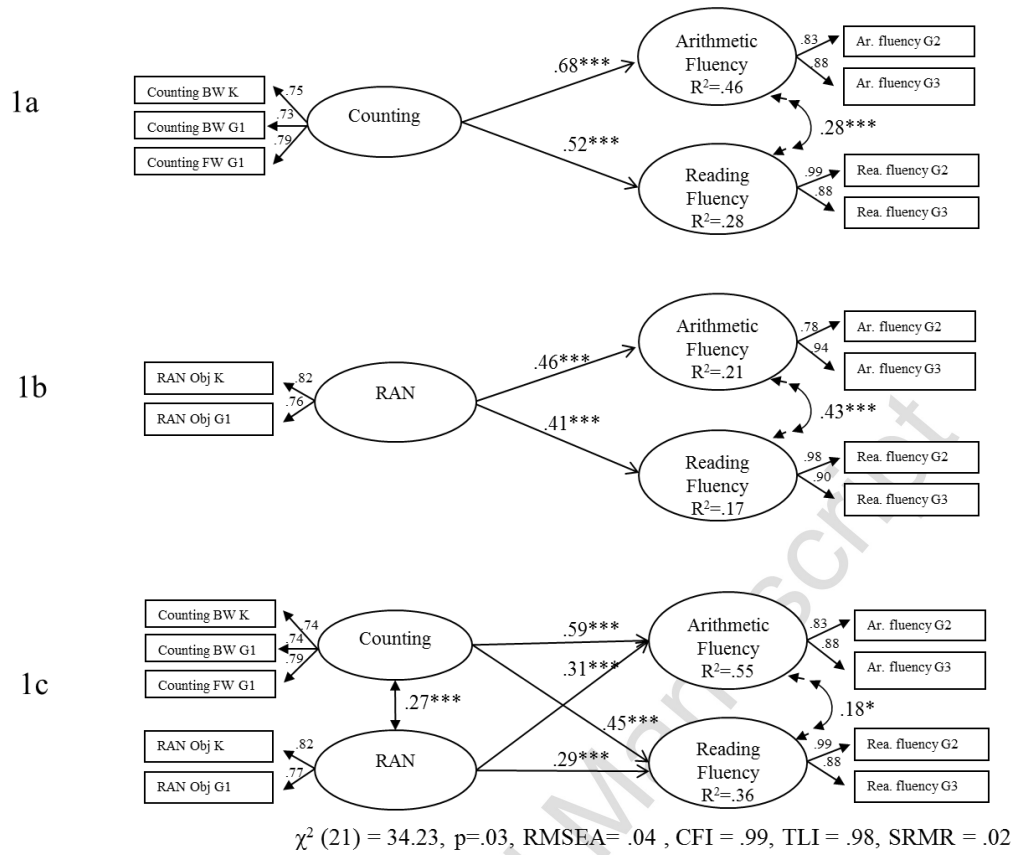 1a
Counting BW K
Counting BW G1
Counting FW G1
.75
.73
.79
Counting
.68***
.52***
Arithmetic
Fluency
R²=.46
.28***
Reading
Fluency
R²=.28
.83
.88
Ar. fluency G2
Ar. fluency G3
.99
.88
Rea. fluency G2
Rea. fluency G3
1b
RAN Obj K
RAN Obj G1
.82
.76
RAN
.46***
.41***
Arithmetic
Fluency
R²=.21
.43***
Reading
Fluency
R²=.17
.78
.94
Ar. fluency G2
Ar. fluency G3
.98
.90
Rea. fluency G2
Rea. fluency G3
1c
Counting BW K
Counting BW G1
Counting FW G1
.74
.74
.79
Counting
.27***
RAN Obj K
RAN Obj G1
.82
.77
RAN
.59***
.31***
.45***
.29***
Arithmetic
Fluency
R²=.55
.18*
Reading
Fluency
R²=.36
.83
.88
Ar. fluency G2
Ar. fluency G3
.99
.88
Rea. fluency G2
Rea. fluency G3
χ² (21) = 34.23, p=.03, RMSEA= .04 , CFI = .99, TLI = .98, SRMR = .02